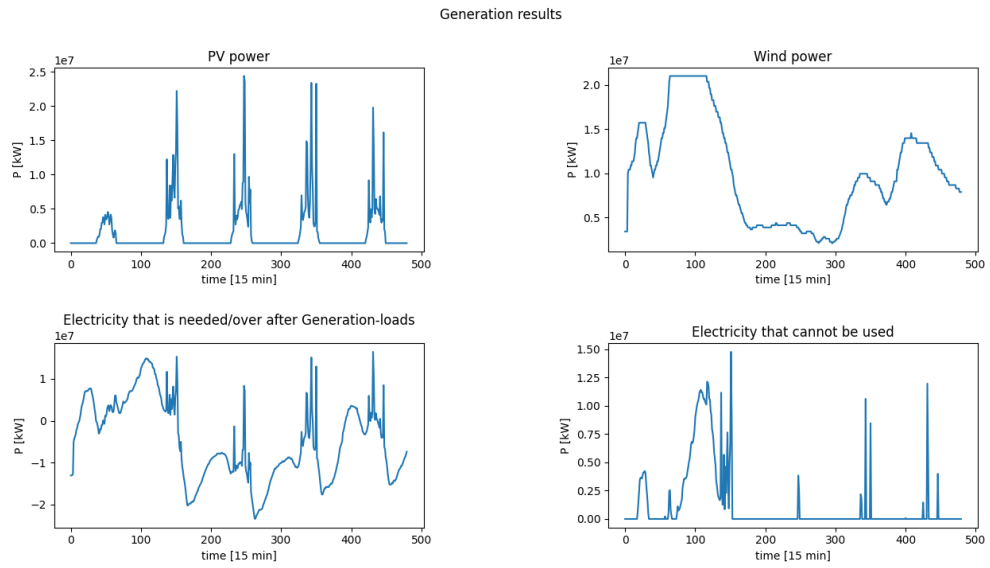 Generation results
PV power
1e7
P [kW]
2.5
2.0
1.5
1.0
0.5
0.0
0 100 200 300 400 500
time [15 min]
Wind power
1e7
P [kW]
2.0
1.5
1.0
0.5
0 100 200 300 400 500
time [15 min]
Electricity that is needed/over after Generation-loads
1e7
P [kW]
1
0
−1
−2
0 100 200 300 400 500
time [15 min]
Electricity that cannot be used
1e7
P [kW]
1.50
1.25
1.00
0.75
0.50
0.25
0.00
0 100 200 300 400 500
time [15 min]